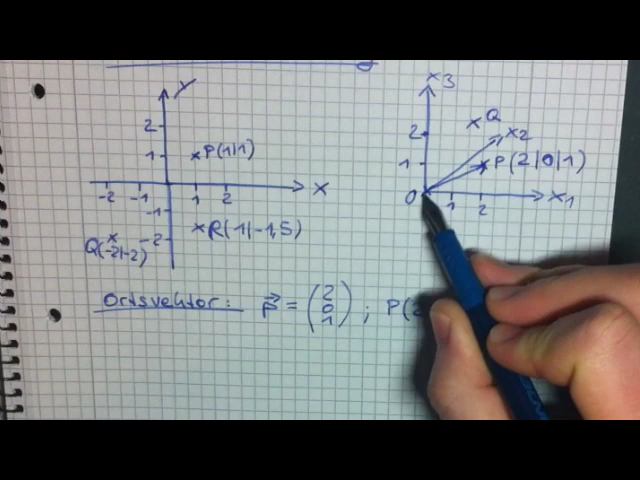 Y
2
1
P(1|1)
-2 -1 1 2 X
-1
R(1|-1,5)
-2
Q(-2|-2)
x3
Q
2
x2
1
P(2|0|1)
0 1 2 x1
Ortsvektor: p = (2 0 1) ; P(2